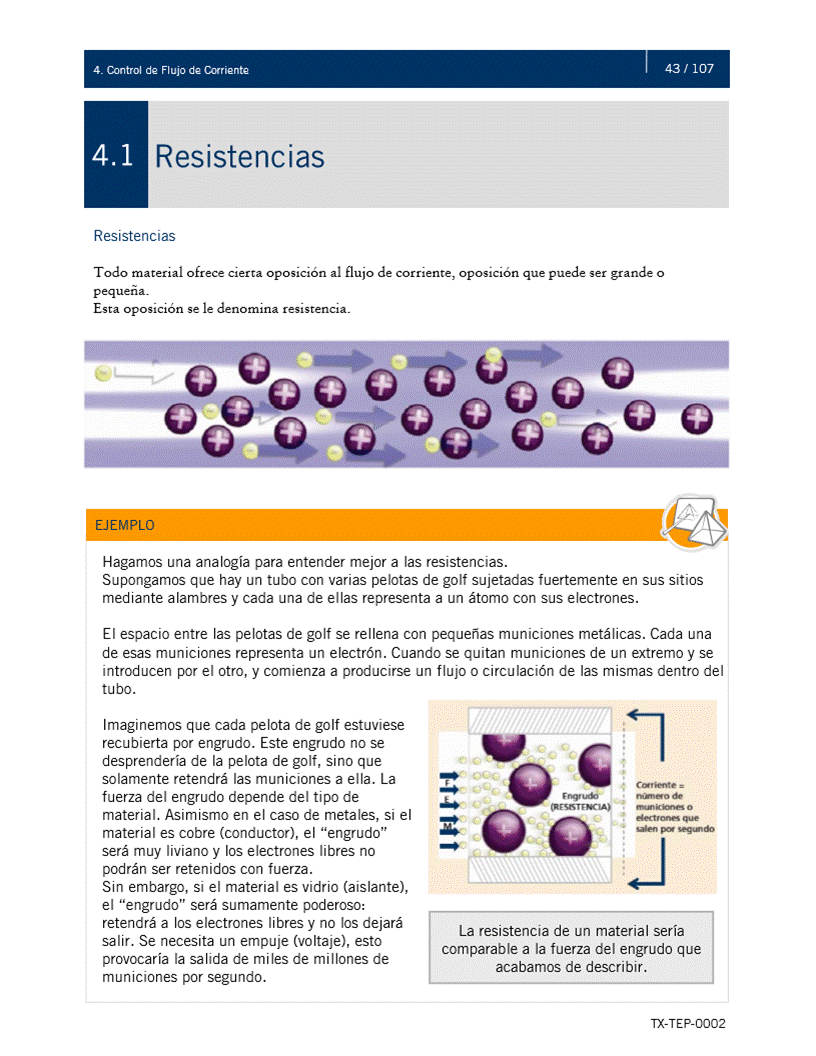 4. Control de Flujo de Corriente
43 / 107
4.1 Resistencias
Resistencias
Todo material ofrece cierta oposición al flujo de corriente, oposición que puede ser grande o
pequeña.
Esta oposición se le denomina resistencia.
EJEMPLO
Hagamos una analogía para entender mejor a las resistencias.
Supongamos que hay un tubo con varias pelotas de golf sujetadas fuertemente en sus sitios
mediante alambres y cada una de ellas representa a un átomo con sus electrones.
El espacio entre las pelotas de golf se rellena con pequeñas municiones metálicas. Cada una
de esas municiones representa un electrón. Cuando se quitan municiones de un extremo y se
introducen por el otro, y comienza a producirse un flujo o circulación de las mismas dentro del
tubo.
Imaginemos que cada pelota de golf estuviese
recubierta por engrudo. Este engrudo no se
desprendería de la pelota de golf, sino que
solamente retendrá las municiones a ella. La
fuerza del engrudo depende del tipo de
material. Asimismo en el caso de metales, si el
material es cobre (conductor), el “engrudo”
será muy liviano y los electrones libres no
podrán ser retenidos con fuerza.
Sin embargo, si el material es vidrio (aislante),
el “engrudo” será sumamente poderoso:
retendrá a los electrones libres y no los dejará
salir. Se necesita un empuje (voltaje), esto
provocaría la salida de miles de millones de
municiones por segundo.
F
E
M
Engrudo
(RESISTENCIA)
Corriente =
número de
municiones o
electrones que
salen por segundo
La resistencia de un material sería
comparable a la fuerza del engrudo que
acabamos de describir.
TX-TEP-0002